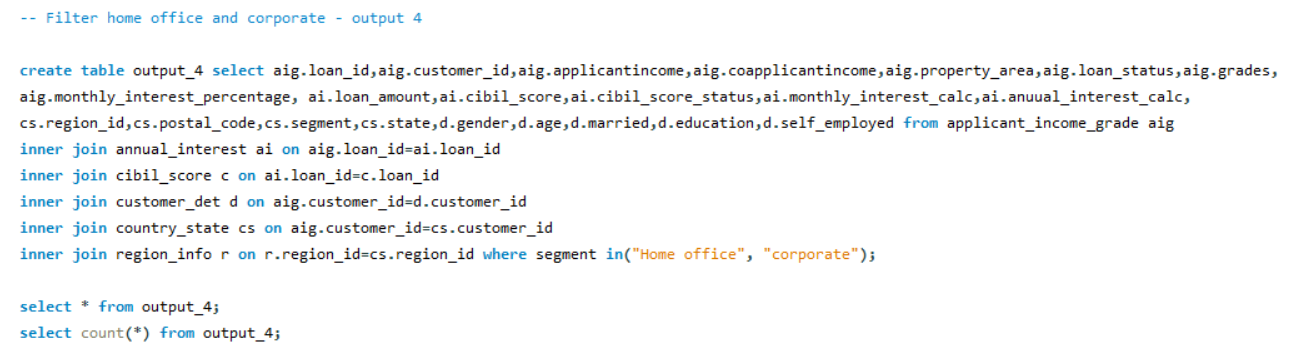 -- Filter home office and corporate - output 4
create table output_4 select aig.loan_id,aig.customer_id,aig.applicantincome,aig.coapplicantincome,aig.property_area,aig.loan_status,aig.grades,
aig.monthly_interest_percentage, ai.loan_amount,ai.cibil_score,ai.cibil_score_status,ai.monthly_interest_calc,ai.anuual_interest_calc,
cs.region_id,cs.postal_code,cs.segment,cs.state,d.gender,d.age,d.married,d.education,d.self_employed from applicant_income_grade aig
inner join annual_interest ai on aig.loan_id=ai.loan_id
inner join cibil_score c on ai.loan_id=c.loan_id
inner join customer_det d on aig.customer_id=d.customer_id
inner join country_state cs on aig.customer_id=cs.customer_id
inner join region_info r on r.region_id=cs.region_id where segment in("Home office", "corporate");
select * from output_4;
select count(*) from output_4;